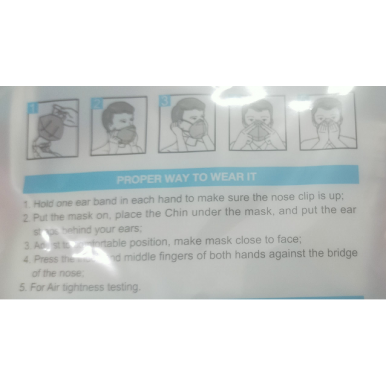 1 2 3
PROPER WAY TO WEAR IT
1. Hold one ear band in each hand to make sure the nose clip is up;
2. Put the mask on, place the Chin under the mask, and put the ear
behind your ears;
3. position, make mask close to face;
4. Press the middle fingers of both hands against the bridge
of the nose;
5. For Air tightness testing.